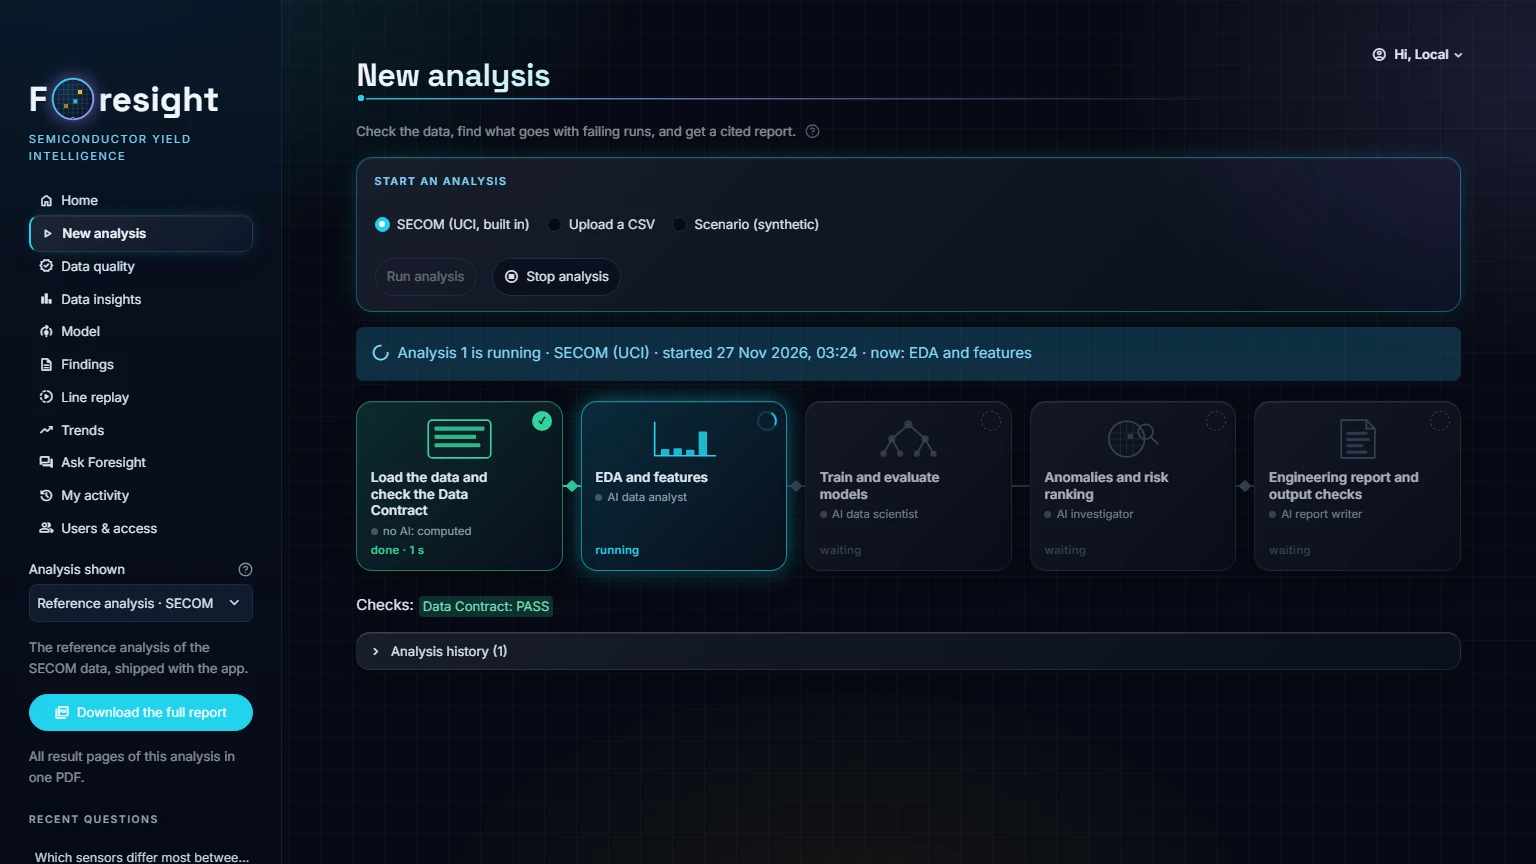 Foresight
SEMICONDUCTOR YIELD
INTELLIGENCE
Home
New analysis
Data quality
Data insights
Model
Findings
Line replay
Trends
Ask Foresight
My activity
Users & access
Analysis shown
Reference analysis · SECOM
The reference analysis of the
SECOM data, shipped with the app.
Download the full report
All result pages of this analysis in
one PDF.
RECENT QUESTIONS
Which sensors differ most betwee...
Hi, Local
New analysis
Check the data, find what goes with failing runs, and get a cited report.
START AN ANALYSIS
SECOM (UCI, built in)
Upload a CSV
Scenario (synthetic)
Run analysis
Stop analysis
Analysis 1 is running · SECOM (UCI) · started 27 Nov 2026, 03:24 · now: EDA and features
Load the data and
check the Data
Contract
no AI: computed
done · 1 s
EDA and features
AI data analyst
running
Train and evaluate
models
AI data scientist
waiting
Anomalies and risk
ranking
AI investigator
waiting
Engineering report and
output checks
AI report writer
waiting
Checks: Data Contract: PASS
Analysis history (1)